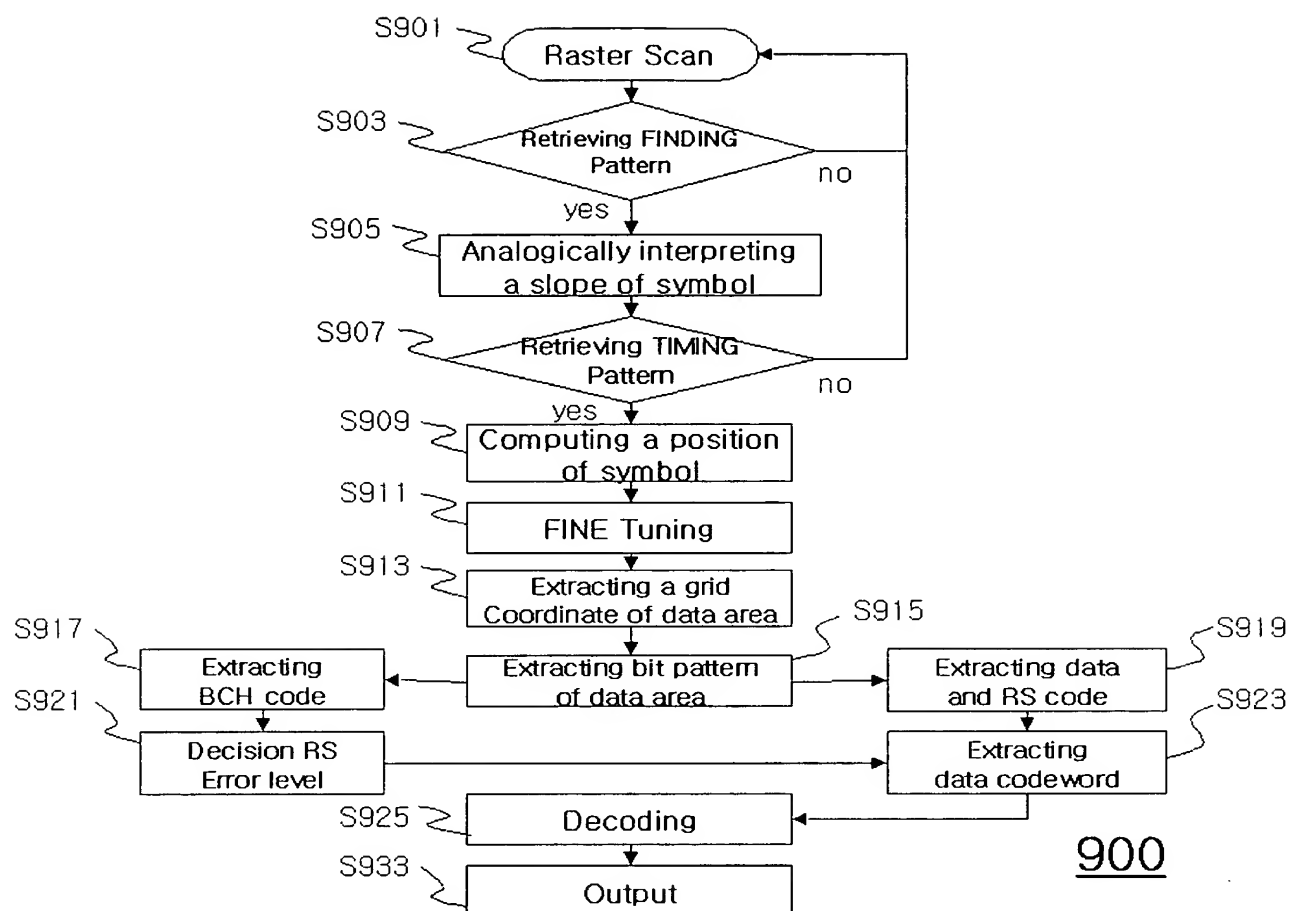 S901
Raster Scan
S903
Retrieving FINDING
Pattern
no
yes
S905
Analogically interpreting
a slope of symbol
S907
Retrieving TIMING
Pattern
no
yes
S909
Computing a position
of symbol
S911
FINE Tuning
S913
Extracting a grid
Coordinate of data area
S915
Extracting bit pattern
of data area
S917
Extracting
BCH code
S919
Extracting data
and RS code
S921
Decision RS
Error level
S923
Extracting
data codeword
S925
Decoding
900
S933
Output